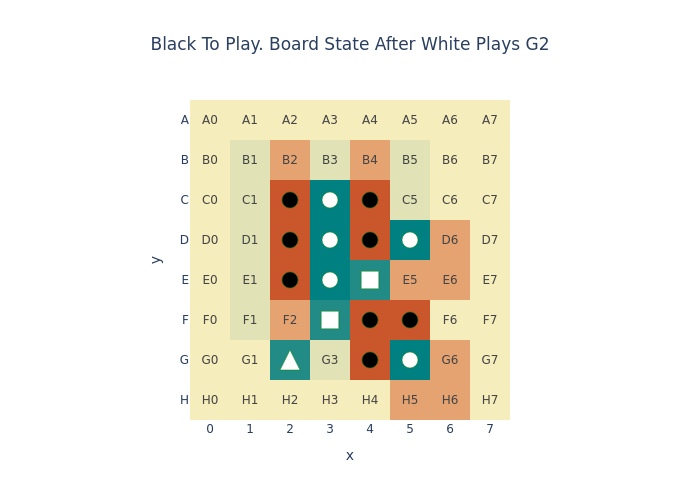 Black To Play. Board State After White Plays G2
A A0 A1 A2 A3 A4 A5 A6 A7
B B0 B1 B2 B3 B4 B5 B6 B7
C C0 C1 C5 C6 C7
D D0 D1 D6 D7
E E0 E1 E5 E6 E7
F F0 F1 F2 F6 F7
G G0 G1 G3 G6 G7
H H0 H1 H2 H3 H4 H5 H6 H7
0 1 2 3 4 5 6 7
x
y